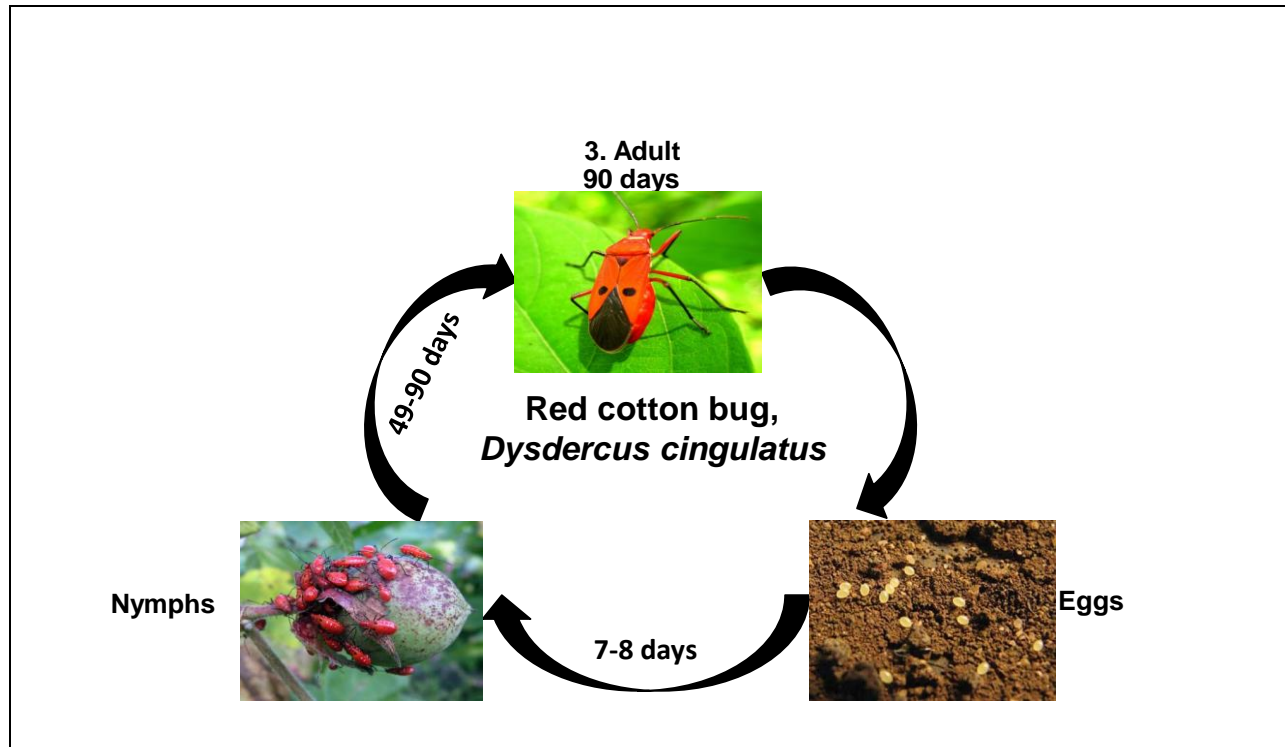 3. Adult
90 days
49-90 days
Red cotton bug,
Dysdercus cingulatus
Nymphs
Eggs
7-8 days